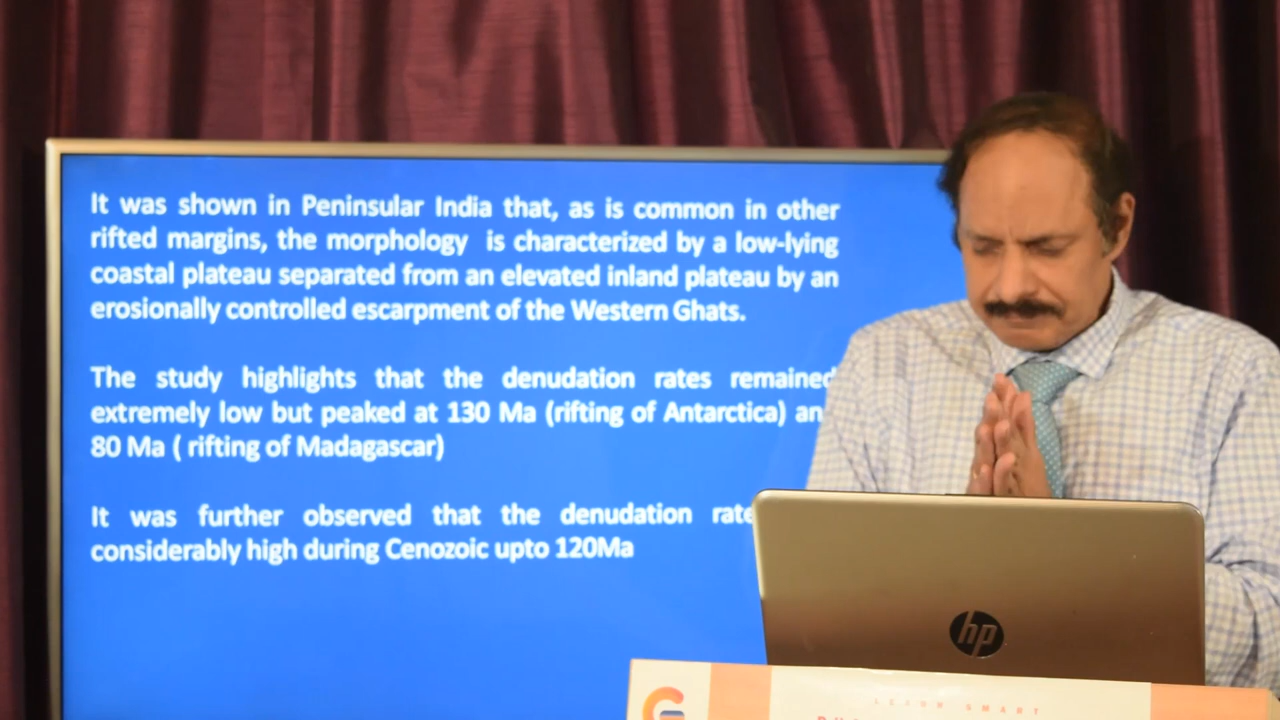 It was shown in Peninsular India that, as is common in other
rifted margins, the morphology is characterized by a low-lying
coastal plateau separated from an elevated inland plateau by an
erosionally controlled escarpment of the Western Ghats.
The study highlights that the denudation rates remained
extremely low but peaked at 130 Ma (rifting of Antarctica) an
80 Ma ( rifting of Madagascar)
It was further observed that the denudation rate
considerably high during Cenozoic upto 120Ma
hp